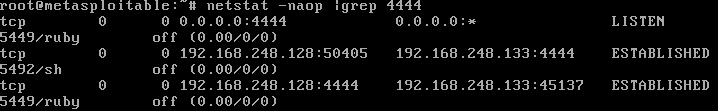 root@metasploitable:~# netstat -naop |grep 4444
tcp 0 0 0.0.0.0:4444 0.0.0.0:* LISTEN
5449/ruby off (0.00/0/0)
tcp 0 0 192.168.248.128:50405 192.168.248.133:4444 ESTABLISHED
5492/sh off (0.00/0/0)
tcp 0 0 192.168.248.128:4444 192.168.248.133:45137 ESTABLISHED
5449/ruby off (0.00/0/0)